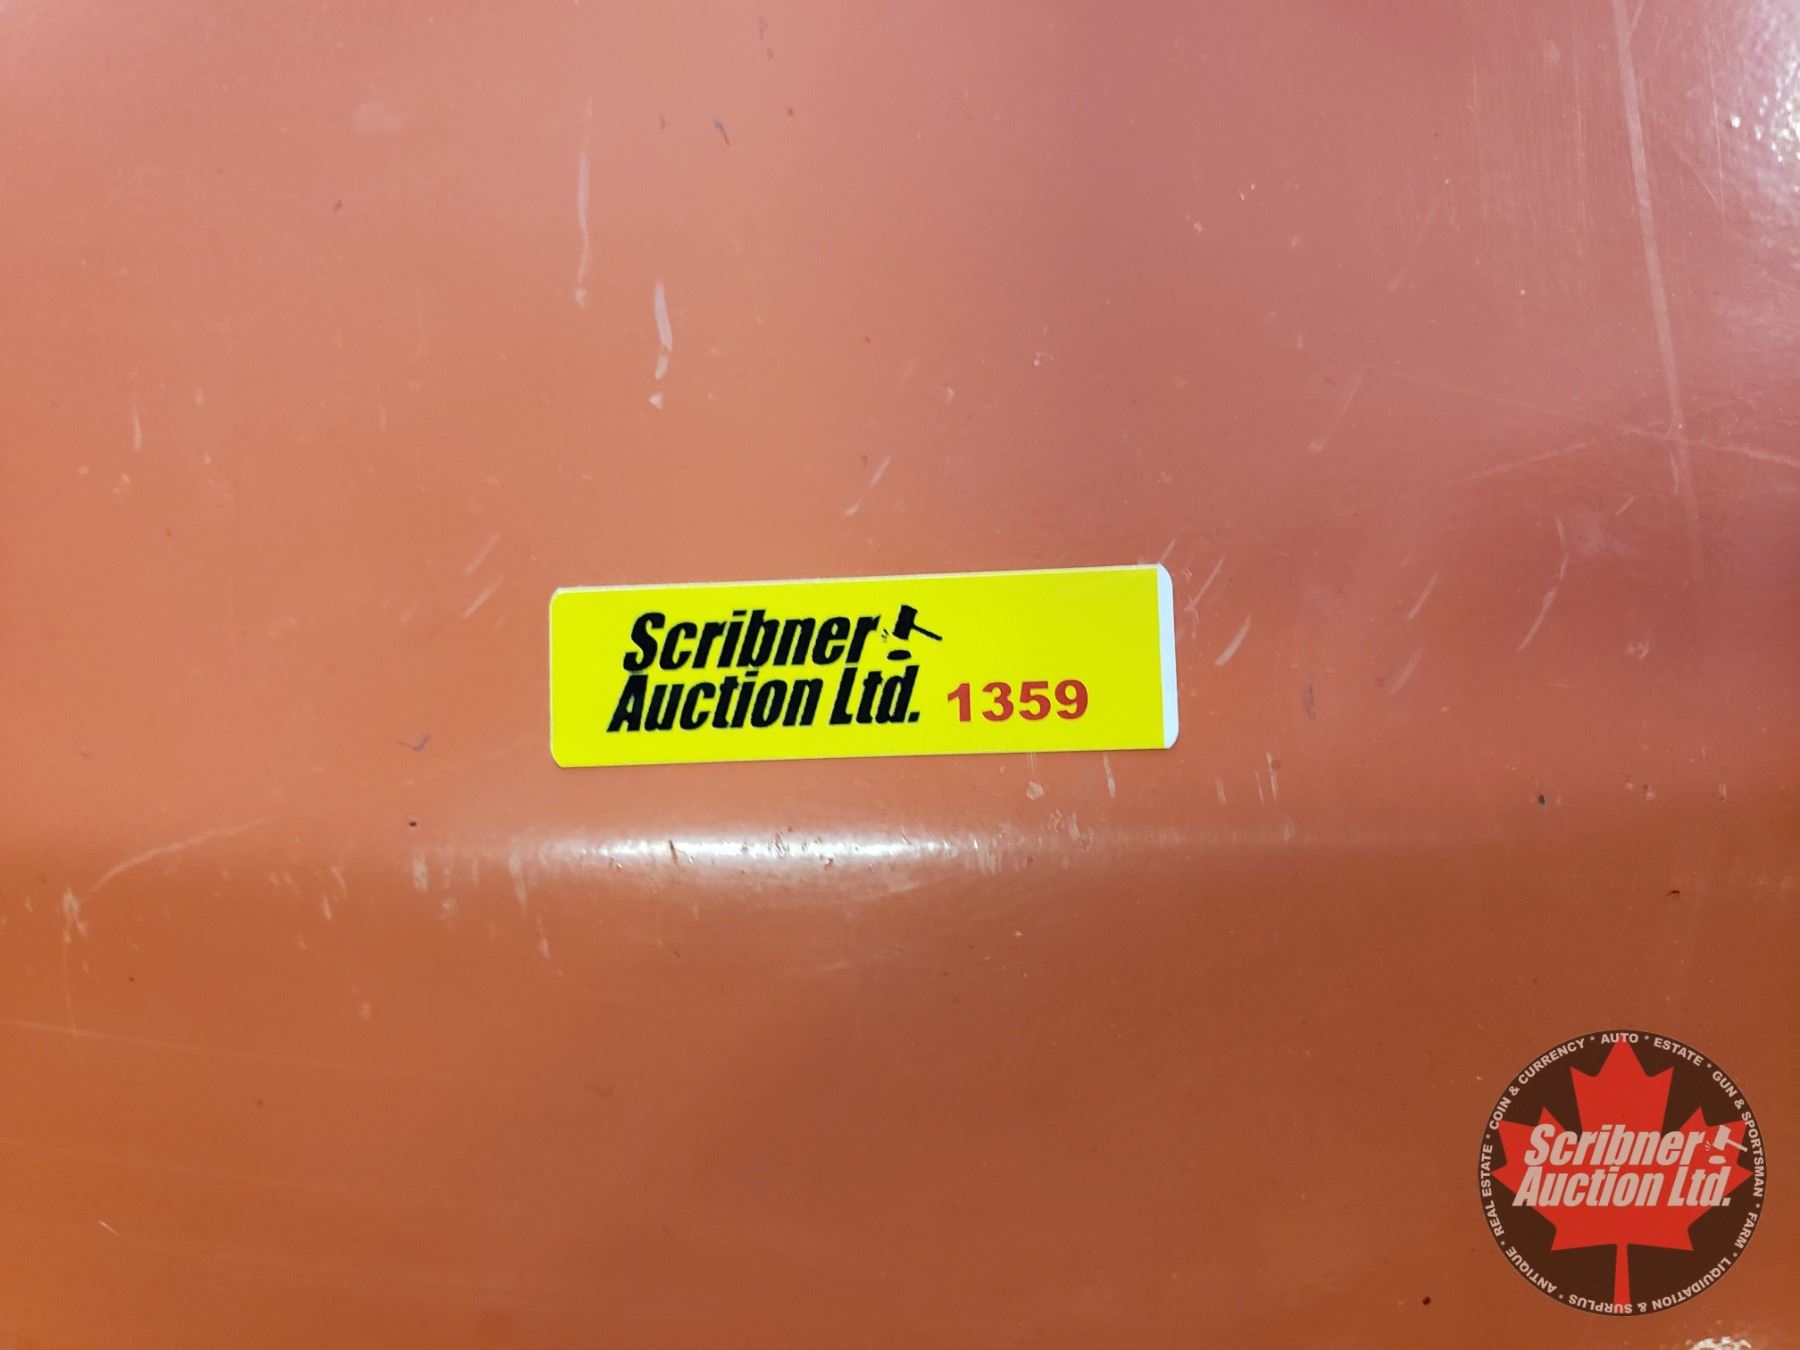 Scribner
Auction Ltd. 1359
COIN & CURRENCY * AUTO * ESTATE * GUN & SPORTSMAN * FARM * LIQUIDATION & SURPLUS * ANTIQUE * REAL ESTATE *
Scribner
Auction Ltd.